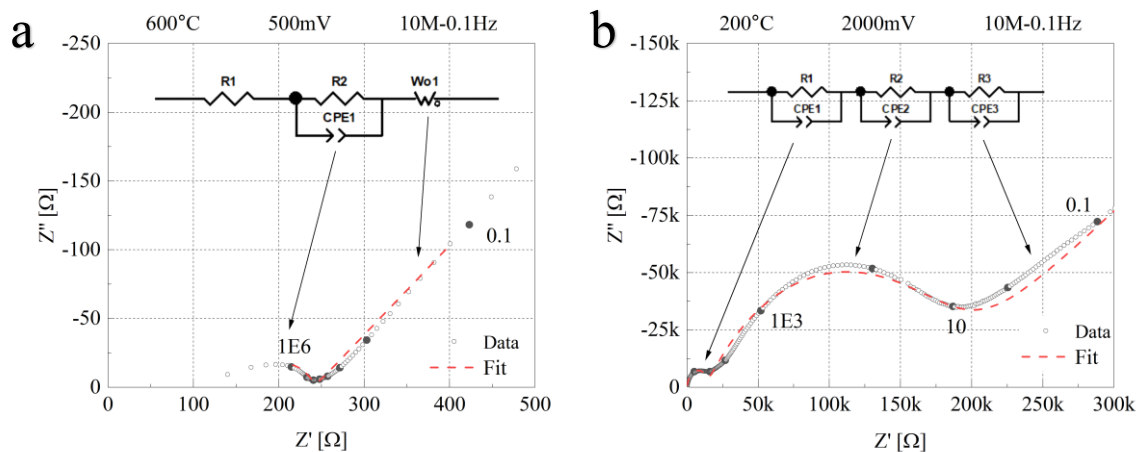 a
600°C 500mV 10M-0.1Hz
-250
-200
-150
-100
-50
0
0 100 200 300 400 500
Z'' [Ω]
Z' [Ω]
R1 R2 Wo1
CPE1
1E6
0.1
Data
Fit
b
200°C 2000mV 10M-0.1Hz
-150k
-125k
-100k
-75k
-50k
-25k
0
0 50k 100k 150k 200k 250k 300k
Z'' [Ω]
Z' [Ω]
R1 R2 R3
CPE1 CPE2 CPE3
0.1
1E3
10
Data
Fit